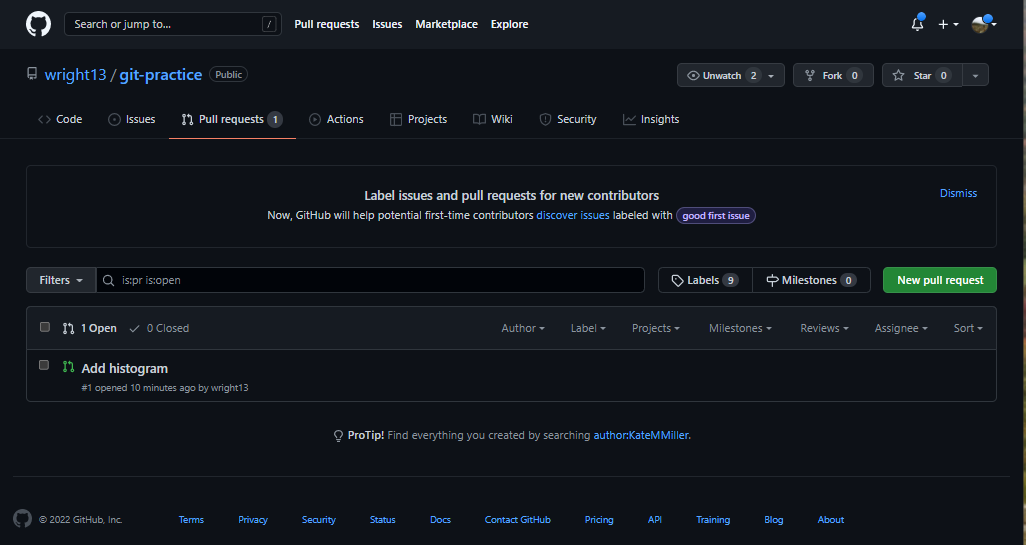 Search or jump to... / Pull requests Issues Marketplace Explore
wright13 / git-practice Public Unwatch 2 Fork 0 Star 0
Code Issues Pull requests 1 Actions Projects Wiki Security Insights
Label issues and pull requests for new contributors Dismiss
Now, GitHub will help potential first-time contributors discover issues labeled with good first issue
Filters is:pr is:open Labels 9 Milestones 0 New pull request
1 Open 0 Closed Author Label Projects Milestones Reviews Assignee Sort
Add histogram
#1 opened 10 minutes ago by wright13
ProTip! Find everything you created by searching author:KateMMiller.
© 2022 GitHub, Inc. Terms Privacy Security Status Docs Contact GitHub Pricing API Training Blog About